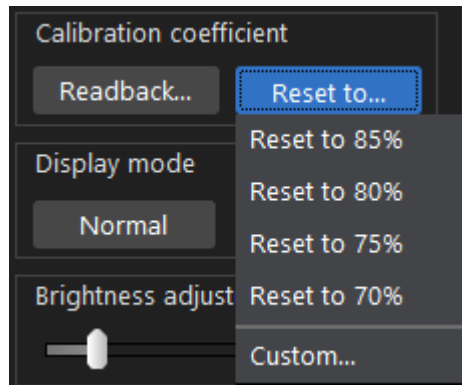 Calibration coefficient
Readback...
Reset to...
Reset to 85%
Display mode
Reset to 80%
Normal
Reset to 75%
Brightness adjust
Reset to 70%
Custom...